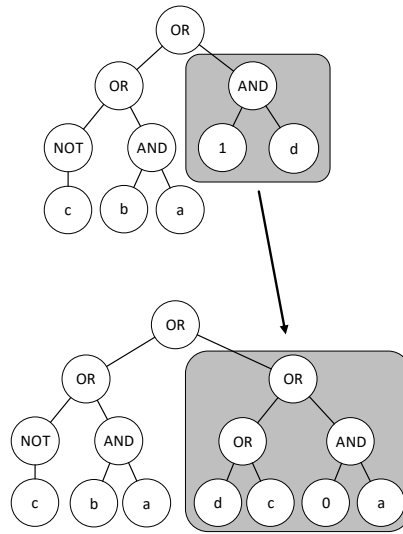 OR
OR AND
NOT AND 1 d
c b a
OR
OR OR
NOT AND OR AND
c b a d c 0 a